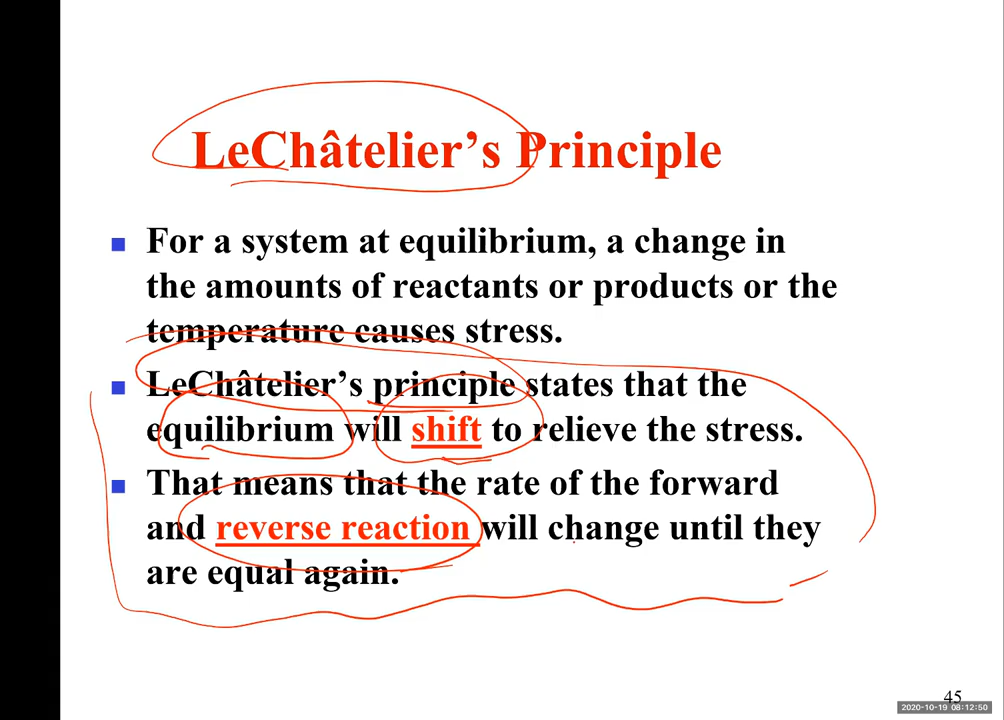 LeChâtelier’s Principle
For a system at equilibrium, a change in
the amounts of reactants or products or the
temperature causes stress.
LeChâtelier’s principle states that the
equilibrium will shift to relieve the stress.
That means that the rate of the forward
and reverse reaction will change until they
are equal again.
45
2020-10-19 08:12:50